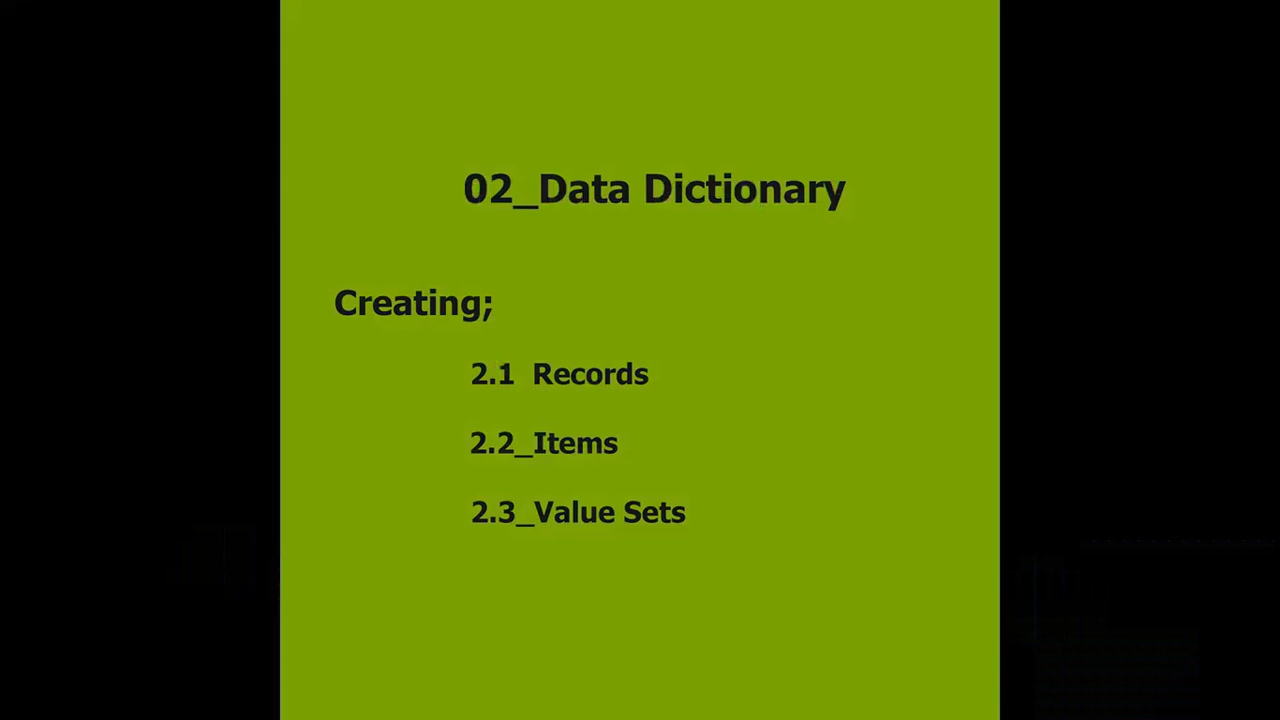 02_Data Dictionary
Creating;
2.1 Records
2.2_Items
2.3_Value Sets